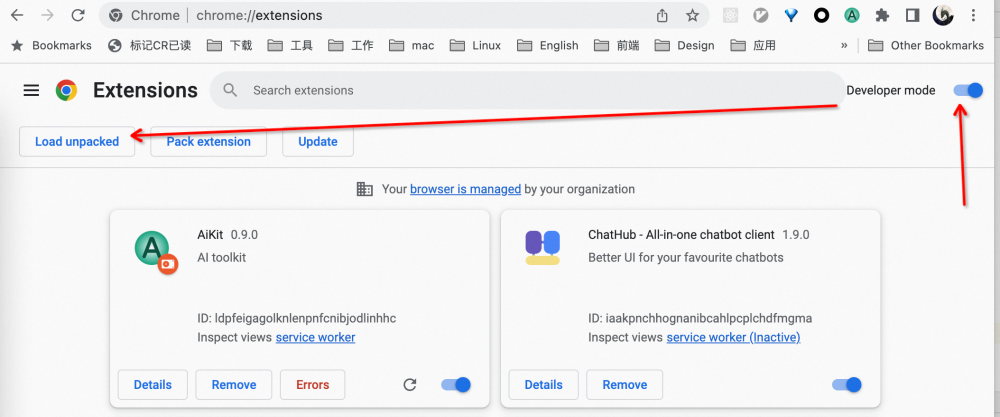 Chrome | chrome://extensions
Bookmarks 标记CR已读 下载 工具 工作 mac Linux English 前端 Design 应用 » Other Bookmarks
Extensions Search extensions Developer mode
Load unpacked Pack extension Update
Your browser is managed by your organization
AiKit 0.9.0
AI toolkit
ID: ldpfeigagolknlenpnfcnibjodlinhhc
Inspect views service worker
Details Remove Errors
ChatHub - All-in-one chatbot client 1.9.0
Better UI for your favourite chatbots
ID: iaakpnchhognanibcahlpcplchdfmgma
Inspect views service worker (Inactive)
Details Remove